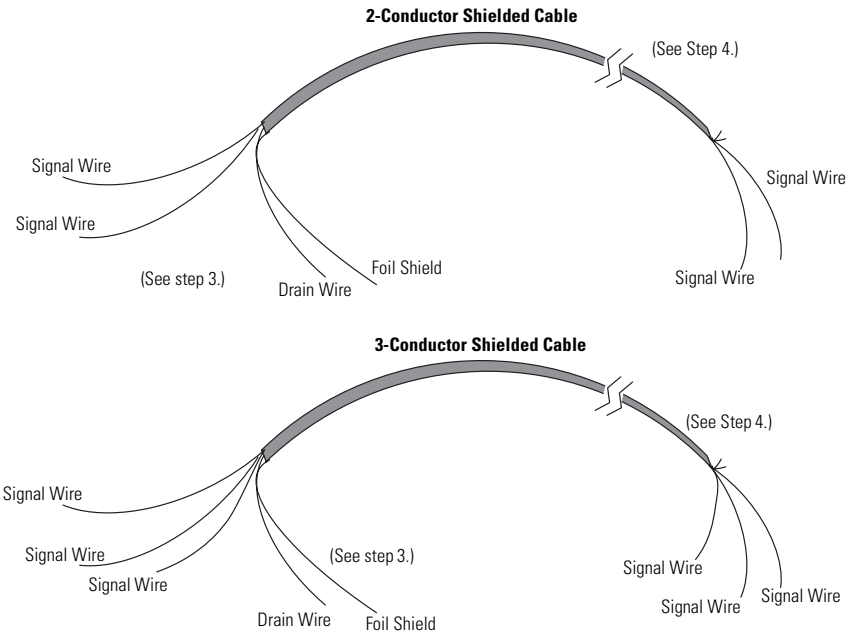 2-Conductor Shielded Cable
(See Step 4.)
Signal Wire
Signal Wire
Signal Wire
(See step 3.)
Foil Shield
Drain Wire
Signal Wire
3-Conductor Shielded Cable
(See Step 4.)
Signal Wire
Signal Wire
Signal Wire
(See step 3.)
Signal Wire
Signal Wire
Signal Wire
Drain Wire
Foil Shield